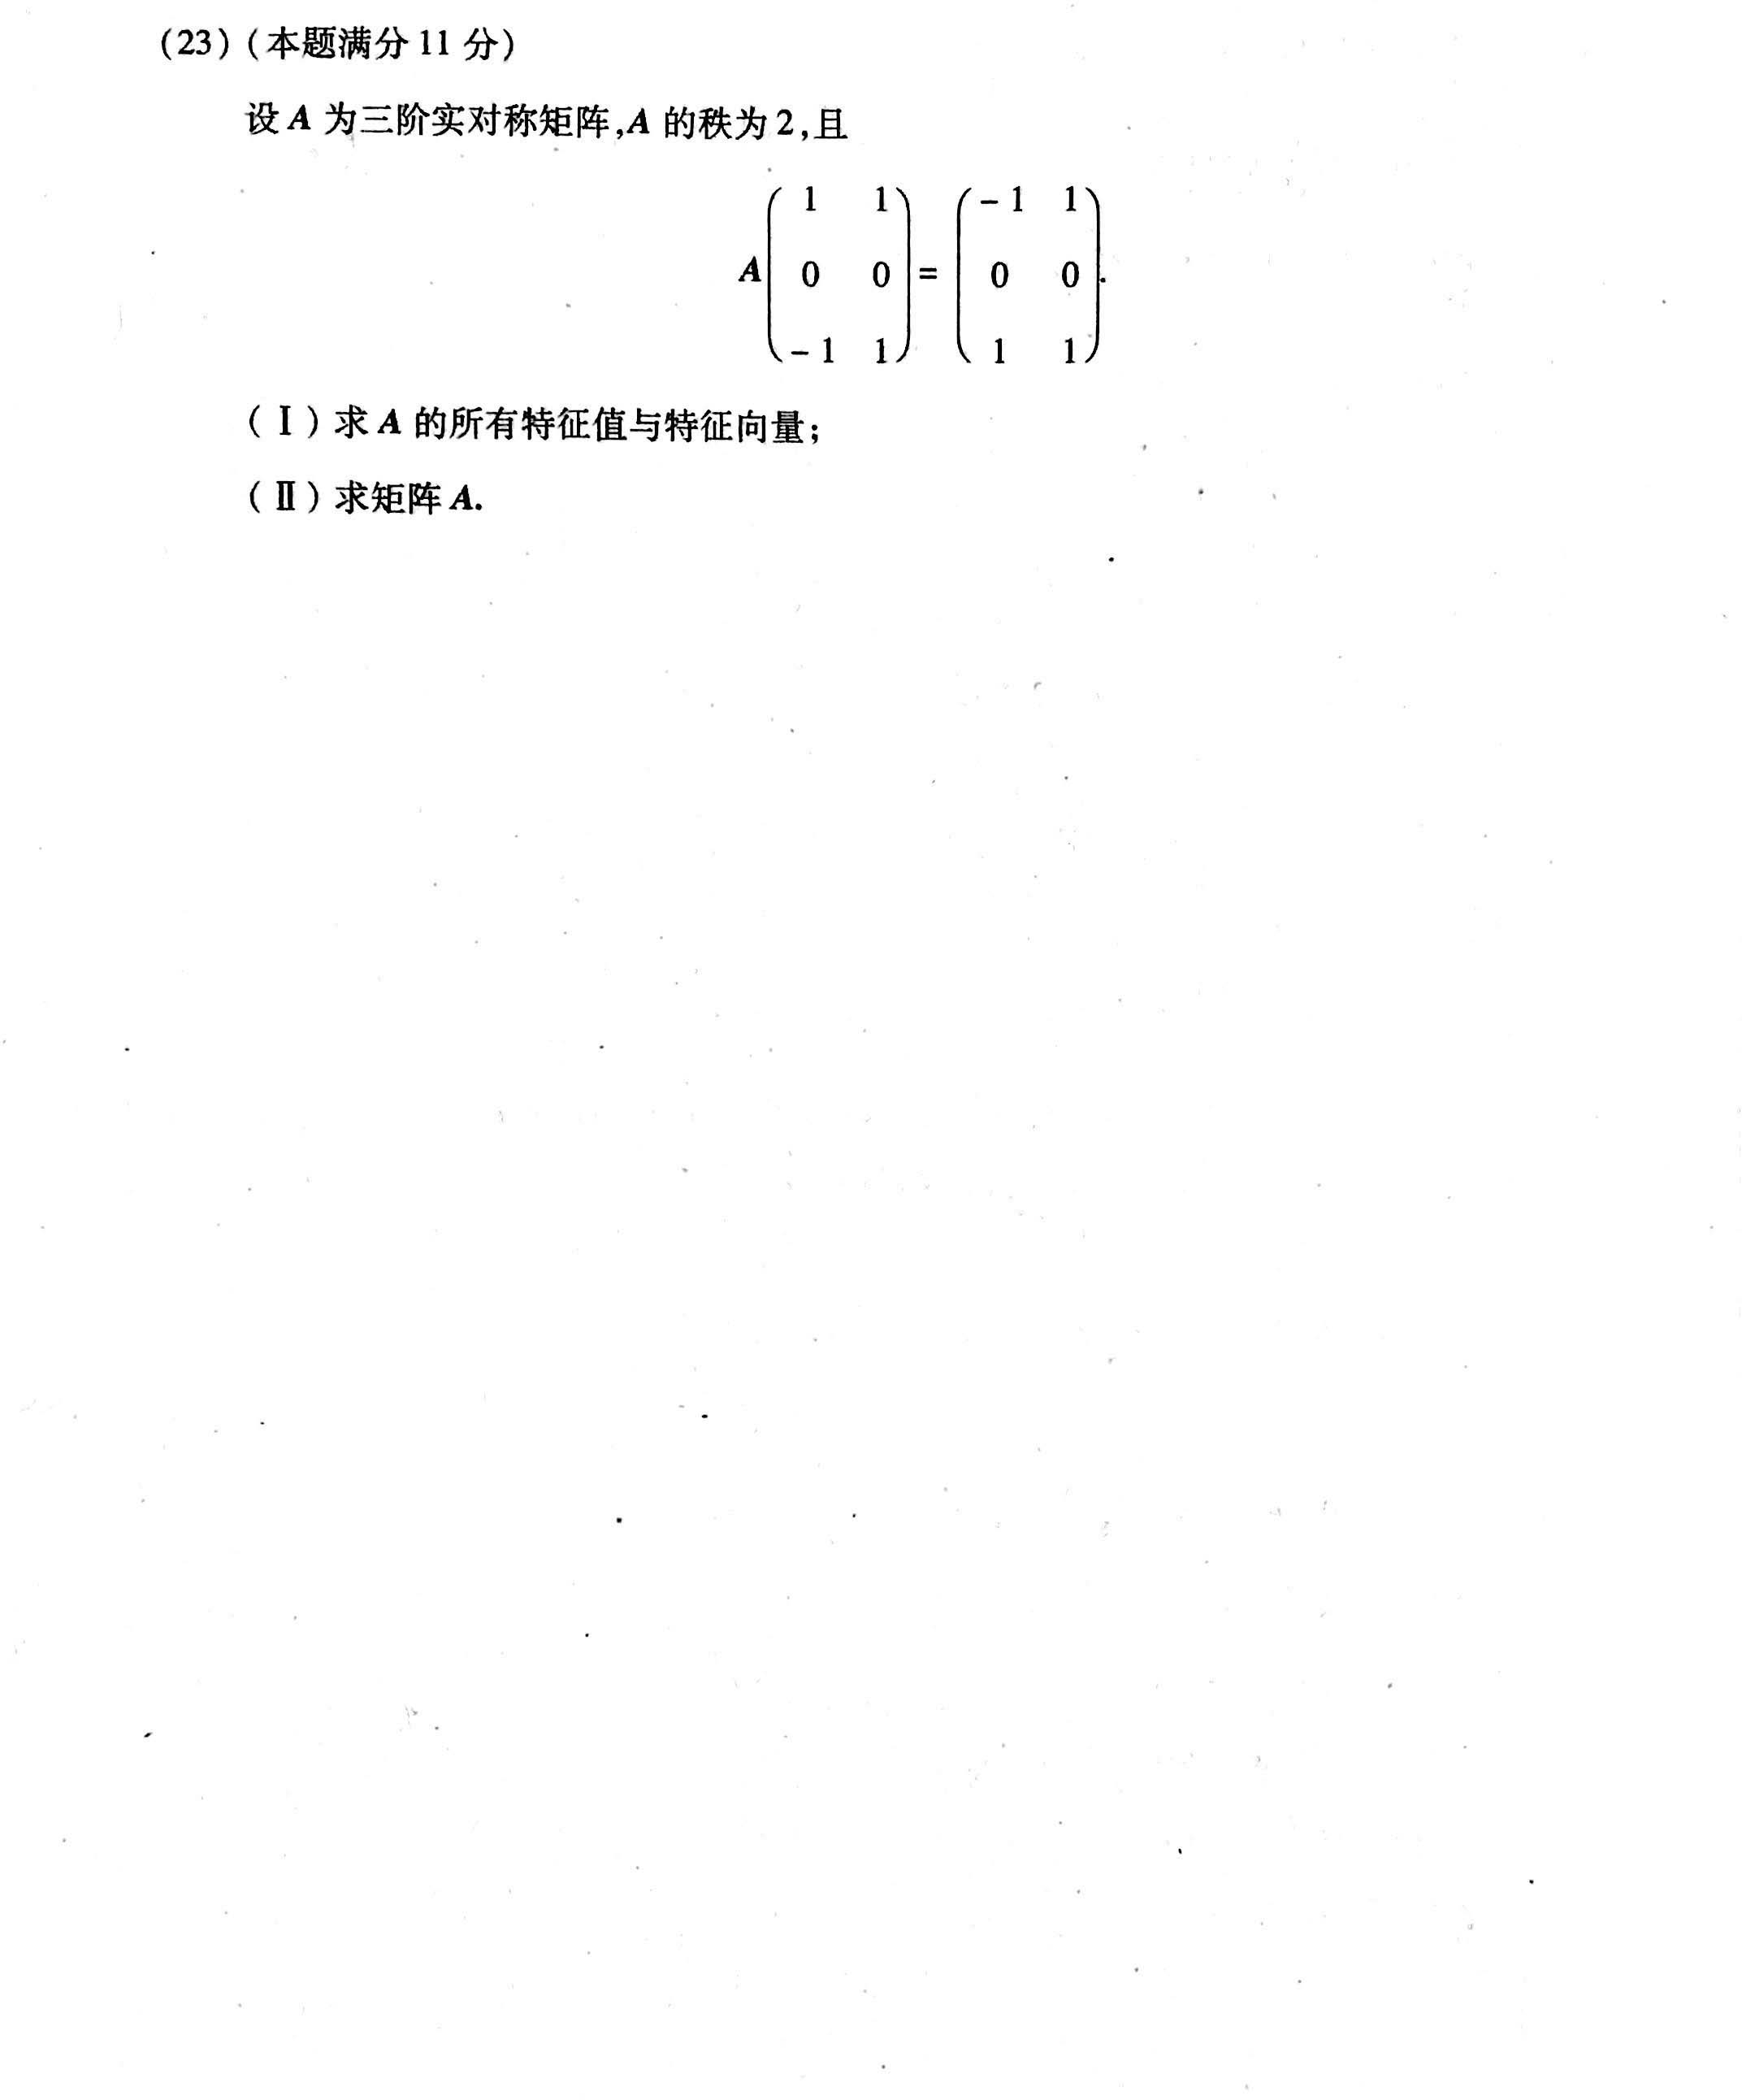 (23) (本题满分 11 分)
设 A 为三阶实对称矩阵,A 的秩为 2,且
A \begin{pmatrix} 1 & 1 \\ 0 & 0 \\ -1 & 1 \end{pmatrix} = \begin{pmatrix} -1 & 1 \\ 0 & 0 \\ 1 & 1 \end{pmatrix}.
(Ⅰ) 求 A 的所有特征值与特征向量;
(Ⅱ) 求矩阵 A.